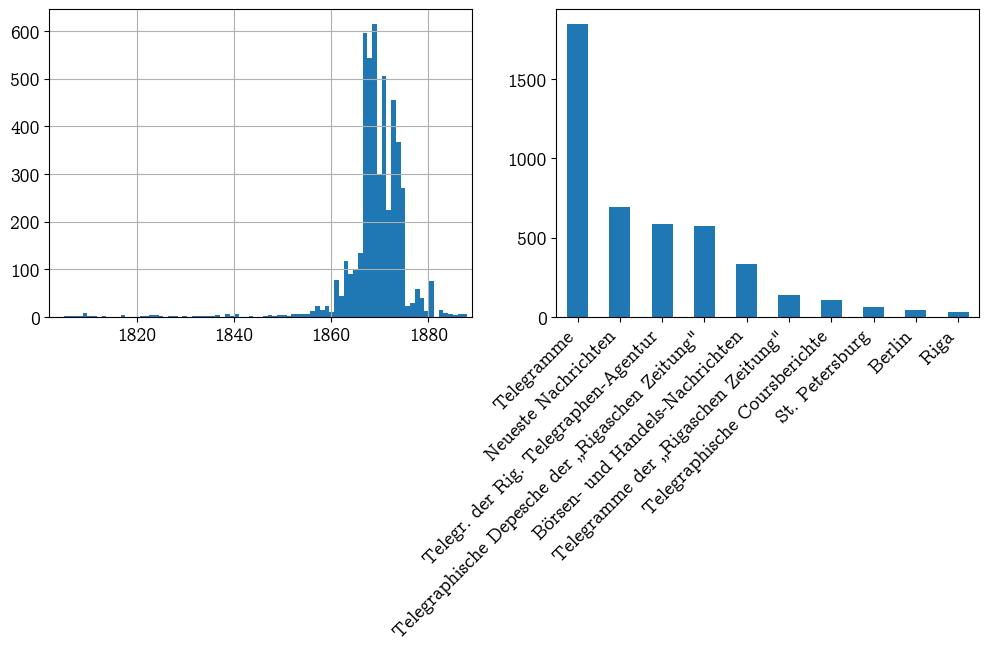 600
500
400
300
200
100
0
1820
1840
1860
1880
1500
1000
500
0
Telegramme
Neueste Nachrichten
Telegr. der Rig. Telegraphen-Agentur
Telegraphische Depesche der „Rigaschen Zeitung"
Börsen- und Handels-Nachrichten
Telegramme der „Rigaschen Zeitung"
Telegraphische Coursberichte
St. Petersburg
Berlin
Riga